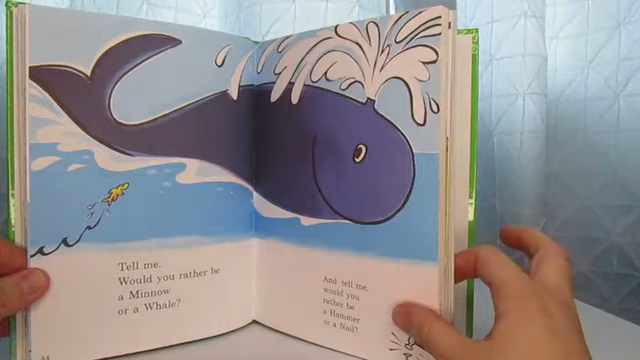 Tell me.
Would you rather be
a Minnow
or a Whale?
And tell me,
would you
rather be
a Hammer
or a Nail?
44